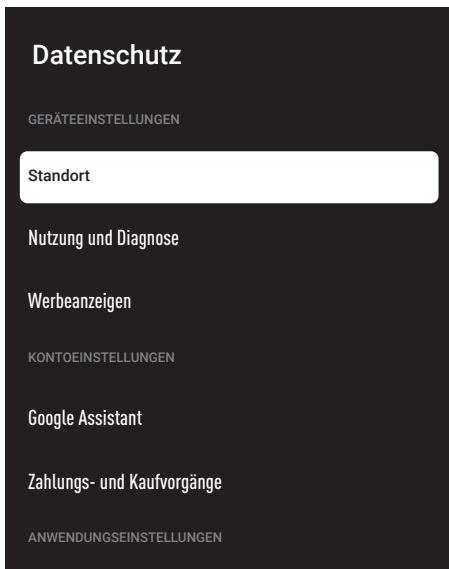 Datenschutz
GERÄTEEINSTELLUNGEN
Standort
Nutzung und Diagnose
Werbeanzeigen
KONTOEINSTELLUNGEN
Google Assistant
Zahlungs- und Kaufvorgänge
ANWENDUNGSEINSTELLUNGEN